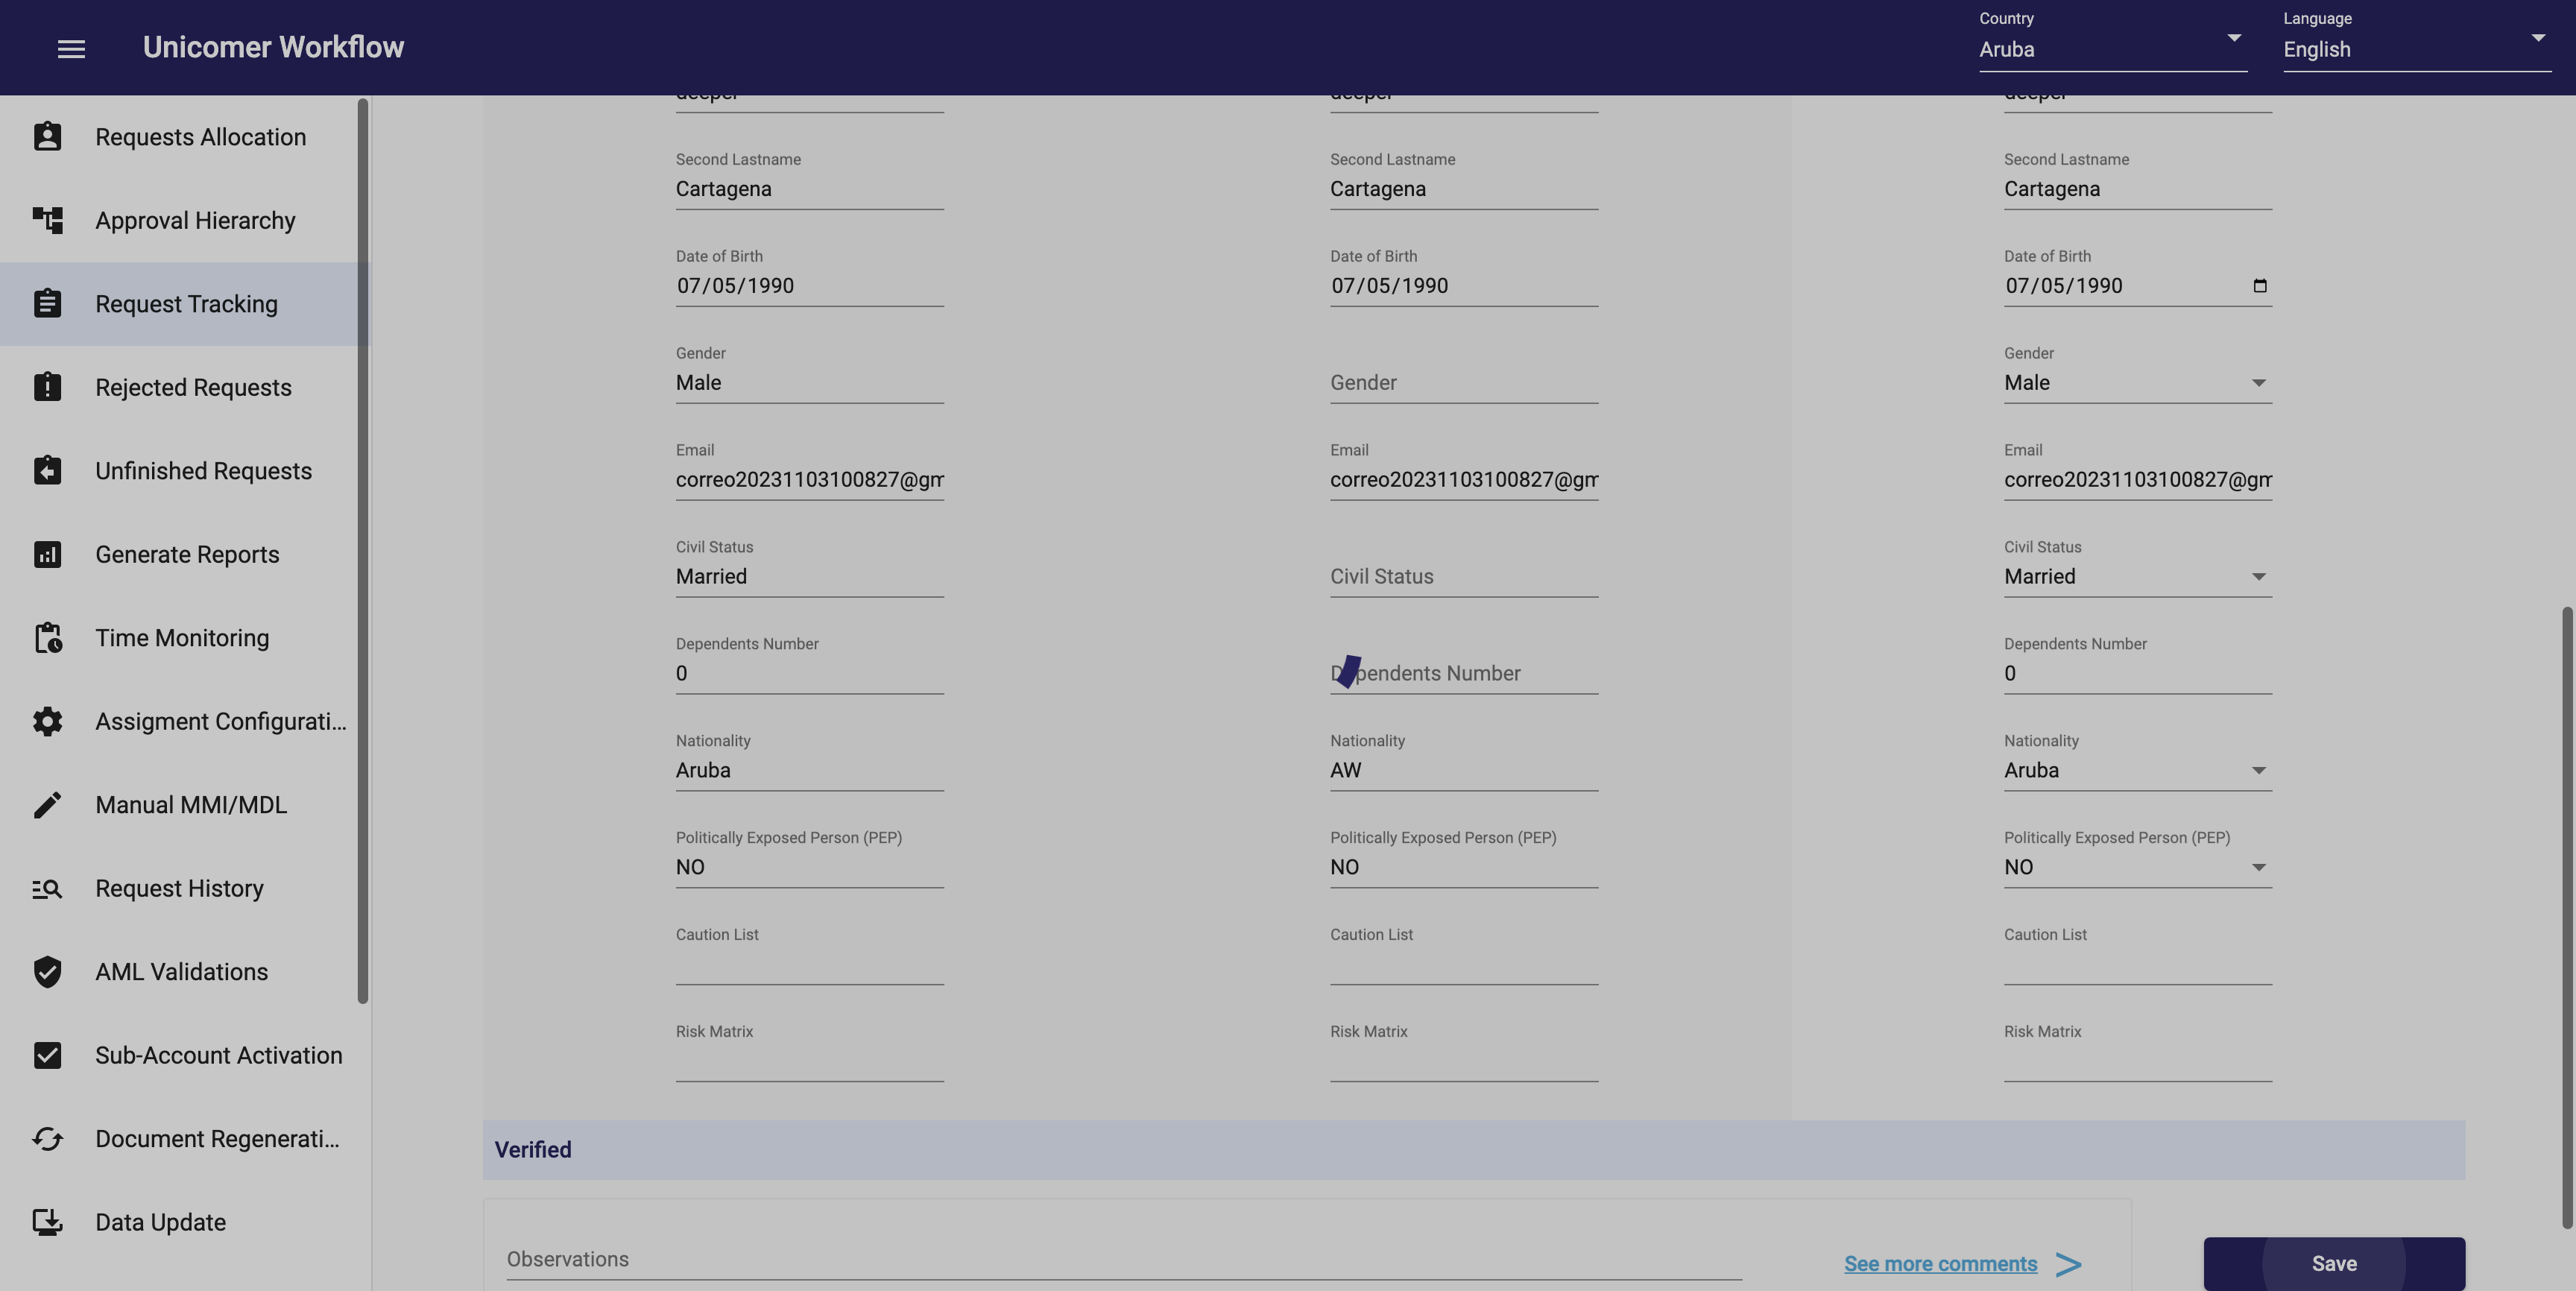 Unicomer Workflow
Country
Aruba
Language
English
Requests Allocation
Approval Hierarchy
Request Tracking
Rejected Requests
Unfinished Requests
Generate Reports
Time Monitoring
Assigment Configurati...
Manual MMI/MDL
Request History
AML Validations
Sub-Account Activation
Document Regenerati...
Data Update
Second Lastname Second Lastname Second Lastname
Cartagena Cartagena Cartagena
Date of Birth Date of Birth Date of Birth
07/05/1990 07/05/1990 07/05/1990
Gender Gender
Male Gender Male
Email Email Email
correo20231103100827@gm correo20231103100827@gm correo20231103100827@gm
Civil Status Civil Status
Married Civil Status Married
Dependents Number Dependents Number
0 Dependents Number 0
Nationality Nationality Nationality
Aruba AW Aruba
Politically Exposed Person (PEP) Politically Exposed Person (PEP) Politically Exposed Person (PEP)
NO NO NO
Caution List Caution List Caution List
Risk Matrix Risk Matrix Risk Matrix
Verified
Observations
See more comments >
Save